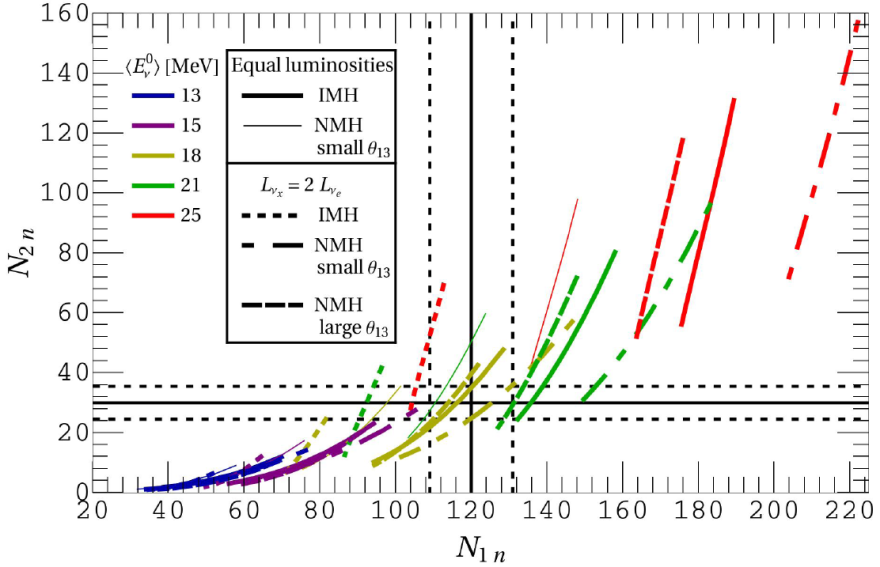 160
140
120
100
80
60
40
20
0
N2 n
⟨E⁰ν⟩ [MeV]
13
15
18
21
25
Equal luminosities
IMH
NMH
small θ13
Lνx = 2 Lνe
IMH
NMH
small θ13
NMH
large θ13
20 40 60 80 100 120 140 160 180 200 220
N1 n